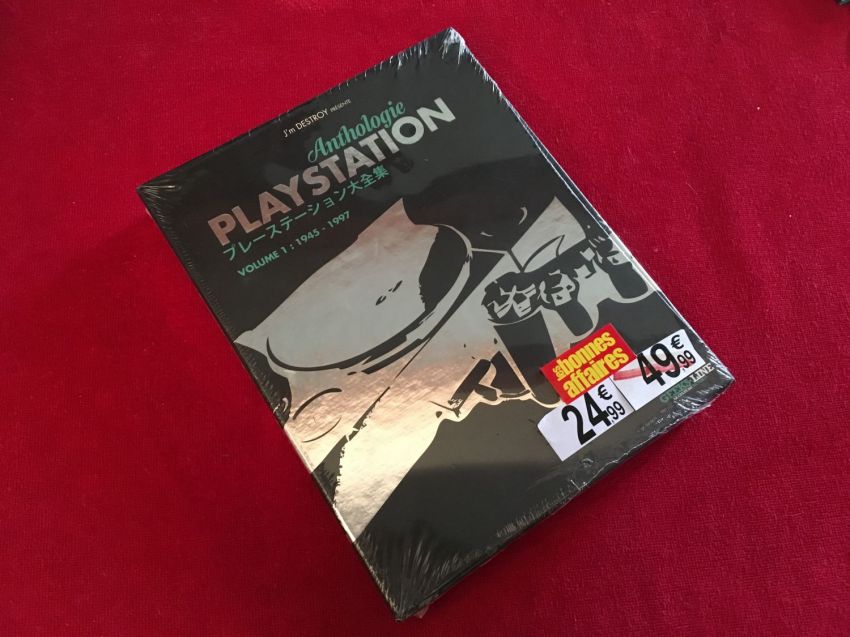 J'm DESTROY PRÉSENTE
Anthologie
PLAYSTATION
プレーステーション大全集
VOLUME 1 : 1945 - 1997
les bonnes
affaires
24€,99
49€,99
GEEKS-LINE